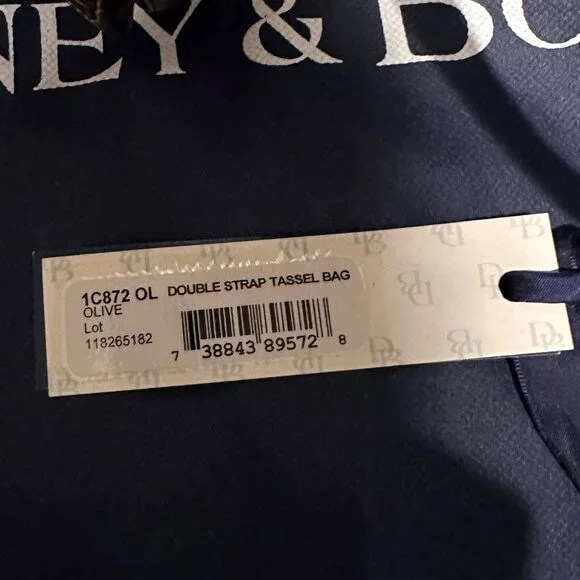 NEY & BO
1C872 OL DOUBLE STRAP TASSEL BAG
OLIVE
Lot
118265182
7 38843 89572 8